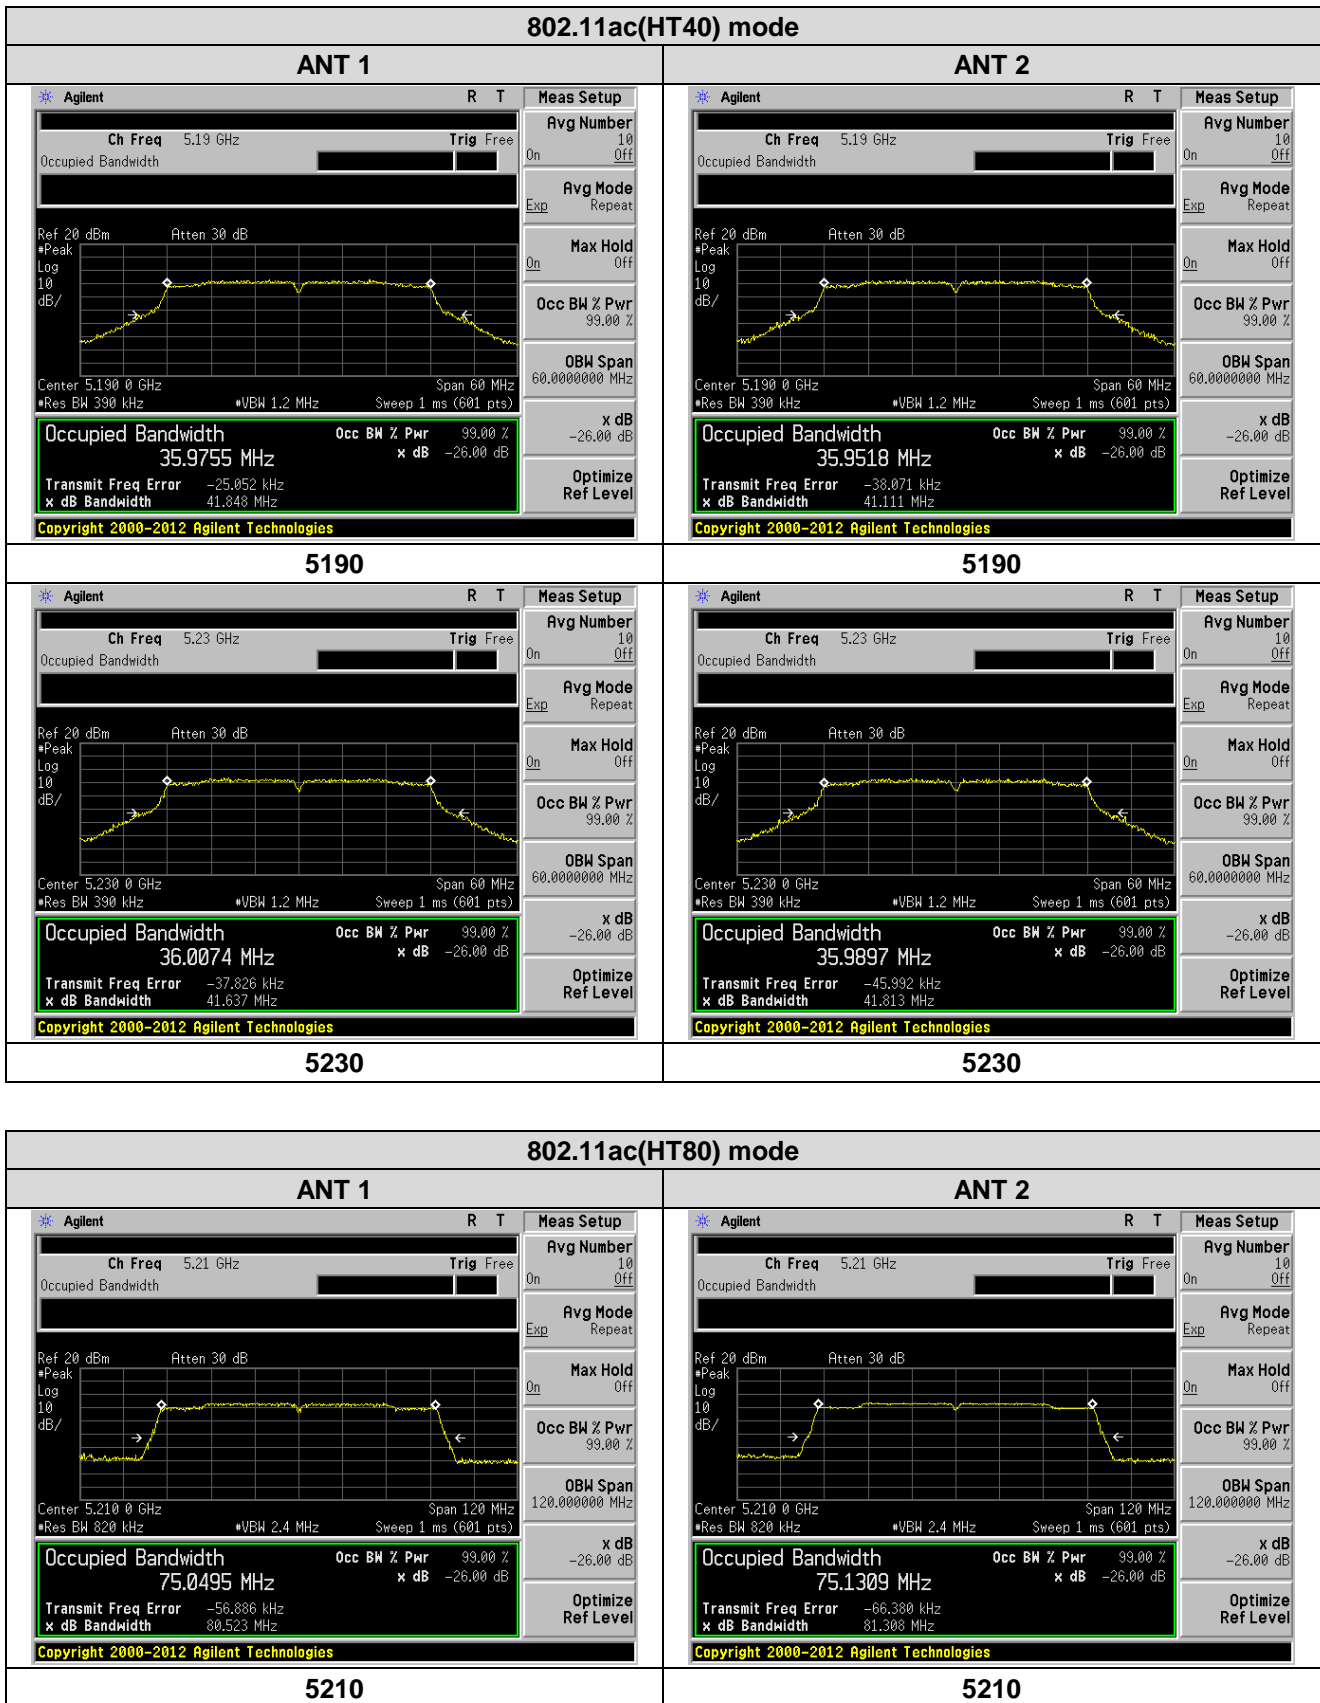 802.11ac(HT40) mode
ANT 1
ANT 2
Agilent R T Meas Setup
Ch Freq 5.19 GHz Trig Free
Occupied Bandwidth
Avg Number
10
On Off
Avg Mode
Exp Repeat
Ref 20 dBm Atten 30 dB
#Peak
Log
10
dB/
Max Hold
On Off
Occ BW % Pwr
99.00 %
OBW Span
60.0000000 MHz
Center 5.190 0 GHz Span 60 MHz
#Res BW 390 kHz #VBW 1.2 MHz Sweep 1 ms (601 pts)
x dB
-26.00 dB
Occupied Bandwidth Occ BW % Pwr 99.00 %
35.9755 MHz x dB -26.00 dB
Transmit Freq Error -25.052 kHz
x dB Bandwidth 41.848 MHz
Optimize
Ref Level
Copyright 2000-2012 Agilent Technologies
5190
Agilent R T Meas Setup
Ch Freq 5.19 GHz Trig Free
Occupied Bandwidth
Avg Number
10
On Off
Avg Mode
Exp Repeat
Ref 20 dBm Atten 30 dB
#Peak
Log
10
dB/
Max Hold
On Off
Occ BW % Pwr
99.00 %
OBW Span
60.0000000 MHz
Center 5.190 0 GHz Span 60 MHz
#Res BW 390 kHz #VBW 1.2 MHz Sweep 1 ms (601 pts)
x dB
-26.00 dB
Occupied Bandwidth Occ BW % Pwr 99.00 %
35.9518 MHz x dB -26.00 dB
Transmit Freq Error -38.071 kHz
x dB Bandwidth 41.111 MHz
Optimize
Ref Level
Copyright 2000-2012 Agilent Technologies
5190
Agilent R T Meas Setup
Ch Freq 5.23 GHz Trig Free
Occupied Bandwidth
Avg Number
10
On Off
Avg Mode
Exp Repeat
Ref 20 dBm Atten 30 dB
#Peak
Log
10
dB/
Max Hold
On Off
Occ BW % Pwr
99.00 %
OBW Span
60.0000000 MHz
Center 5.230 0 GHz Span 60 MHz
#Res BW 390 kHz #VBW 1.2 MHz Sweep 1 ms (601 pts)
x dB
-26.00 dB
Occupied Bandwidth Occ BW % Pwr 99.00 %
36.0074 MHz x dB -26.00 dB
Transmit Freq Error -37.826 kHz
x dB Bandwidth 41.637 MHz
Optimize
Ref Level
Copyright 2000-2012 Agilent Technologies
5230
Agilent R T Meas Setup
Ch Freq 5.23 GHz Trig Free
Occupied Bandwidth
Avg Number
10
On Off
Avg Mode
Exp Repeat
Ref 20 dBm Atten 30 dB
#Peak
Log
10
dB/
Max Hold
On Off
Occ BW % Pwr
99.00 %
OBW Span
60.0000000 MHz
Center 5.230 0 GHz Span 60 MHz
#Res BW 390 kHz #VBW 1.2 MHz Sweep 1 ms (601 pts)
x dB
-26.00 dB
Occupied Bandwidth Occ BW % Pwr 99.00 %
35.9897 MHz x dB -26.00 dB
Transmit Freq Error -45.992 kHz
x dB Bandwidth 41.813 MHz
Optimize
Ref Level
Copyright 2000-2012 Agilent Technologies
5230
802.11ac(HT80) mode
ANT 1
ANT 2
Agilent R T Meas Setup
Ch Freq 5.21 GHz Trig Free
Occupied Bandwidth
Avg Number
10
On Off
Avg Mode
Exp Repeat
Ref 20 dBm Atten 30 dB
#Peak
Log
10
dB/
Max Hold
On Off
Occ BW % Pwr
99.00 %
OBW Span
120.000000 MHz
Center 5.210 0 GHz Span 120 MHz
#Res BW 820 kHz #VBW 2.4 MHz Sweep 1 ms (601 pts)
x dB
-26.00 dB
Occupied Bandwidth Occ BW % Pwr 99.00 %
75.0495 MHz x dB -26.00 dB
Transmit Freq Error -56.886 kHz
x dB Bandwidth 80.523 MHz
Optimize
Ref Level
Copyright 2000-2012 Agilent Technologies
5210
Agilent R T Meas Setup
Ch Freq 5.21 GHz Trig Free
Occupied Bandwidth
Avg Number
10
On Off
Avg Mode
Exp Repeat
Ref 20 dBm Atten 30 dB
#Peak
Log
10
dB/
Max Hold
On Off
Occ BW % Pwr
99.00 %
OBW Span
120.000000 MHz
Center 5.210 0 GHz Span 120 MHz
#Res BW 820 kHz #VBW 2.4 MHz Sweep 1 ms (601 pts)
x dB
-26.00 dB
Occupied Bandwidth Occ BW % Pwr 99.00 %
75.1309 MHz x dB -26.00 dB
Transmit Freq Error -66.380 kHz
x dB Bandwidth 81.308 MHz
Optimize
Ref Level
Copyright 2000-2012 Agilent Technologies
5210